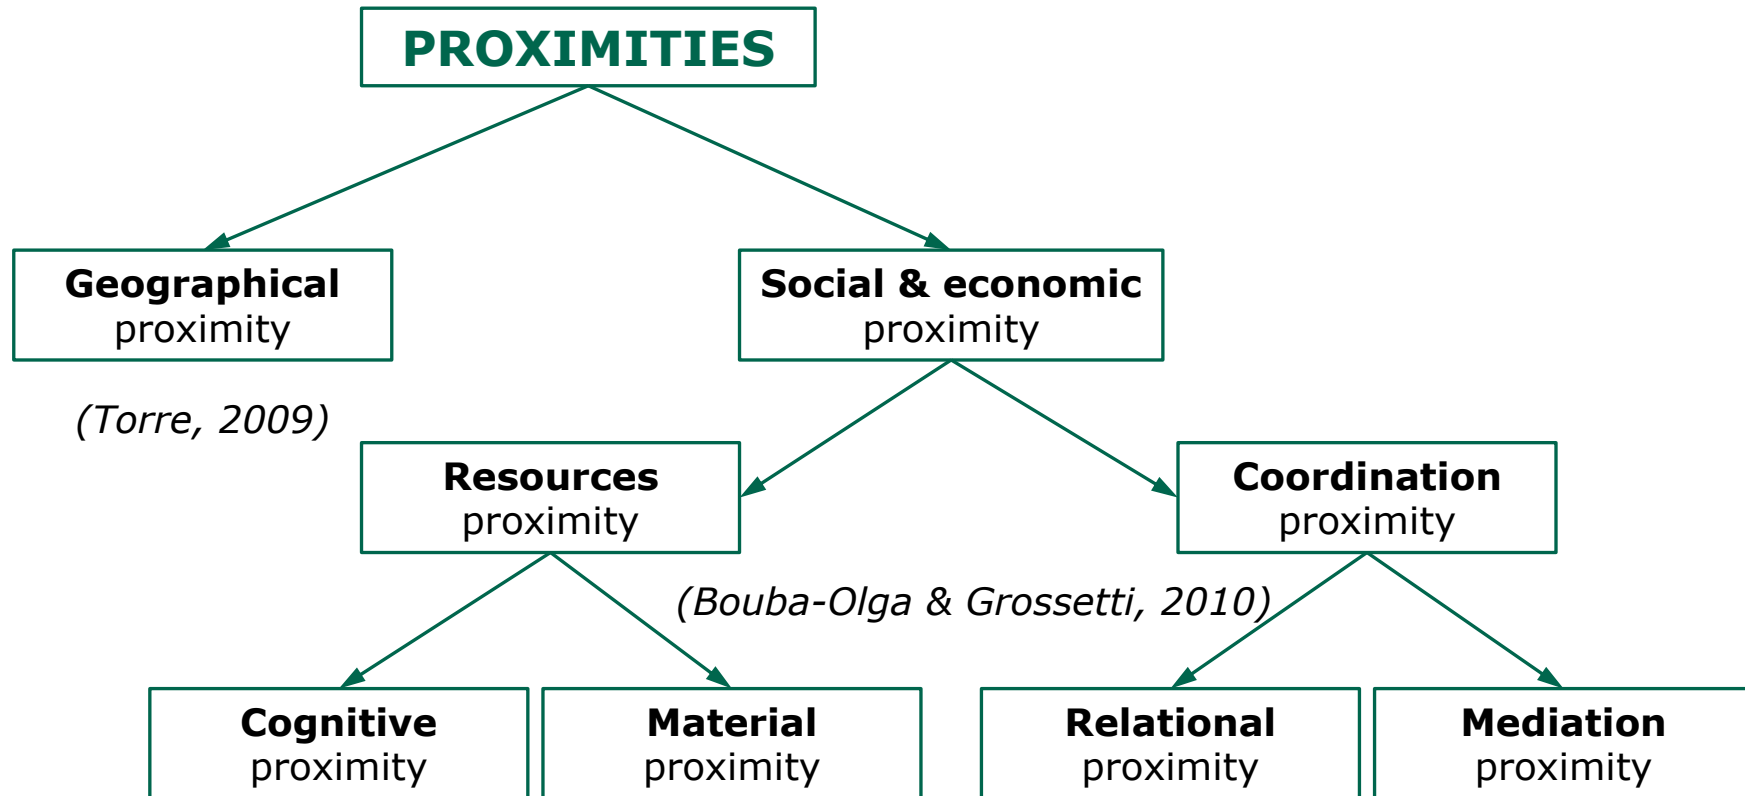 PROXIMITIES
Geographical
proximity
Social & economic
proximity
(Torre, 2009)
Resources
proximity
Coordination
proximity
(Bouba-Olga & Grossetti, 2010)
Cognitive
proximity
Material
proximity
Relational
proximity
Mediation
proximity